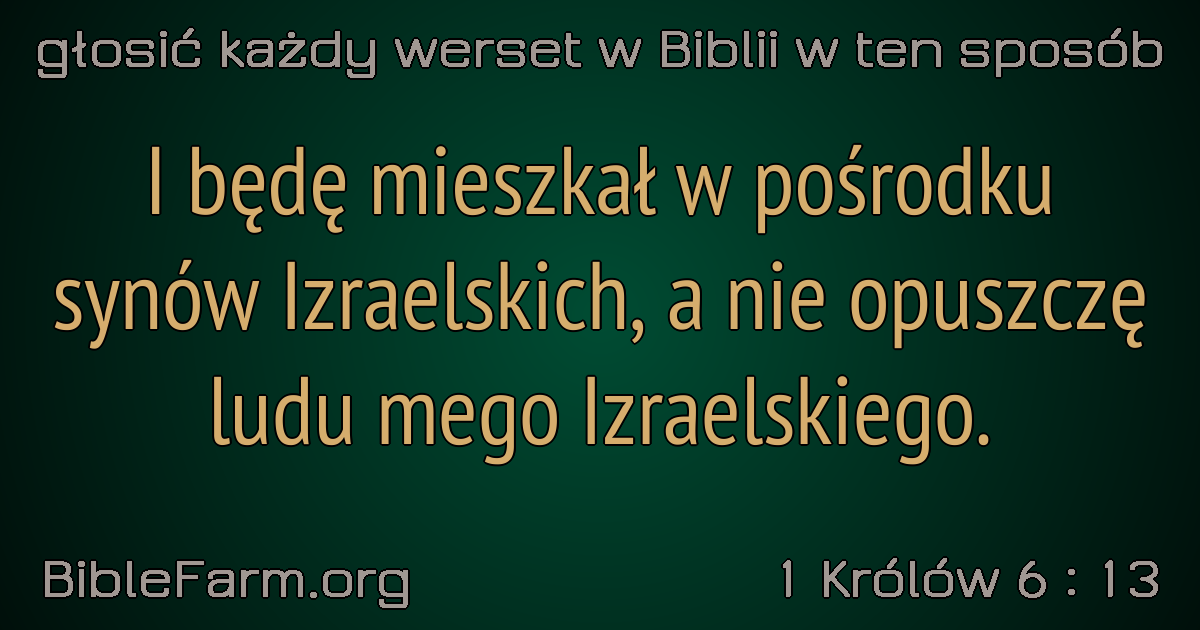 głosić każdy werset w Biblii w ten sposób
I będę mieszkał w pośrodku
synów Izraelskich, a nie opuszczę
ludu mego Izraelskiego.
BibleFarm.org
1 Królów 6 : 13